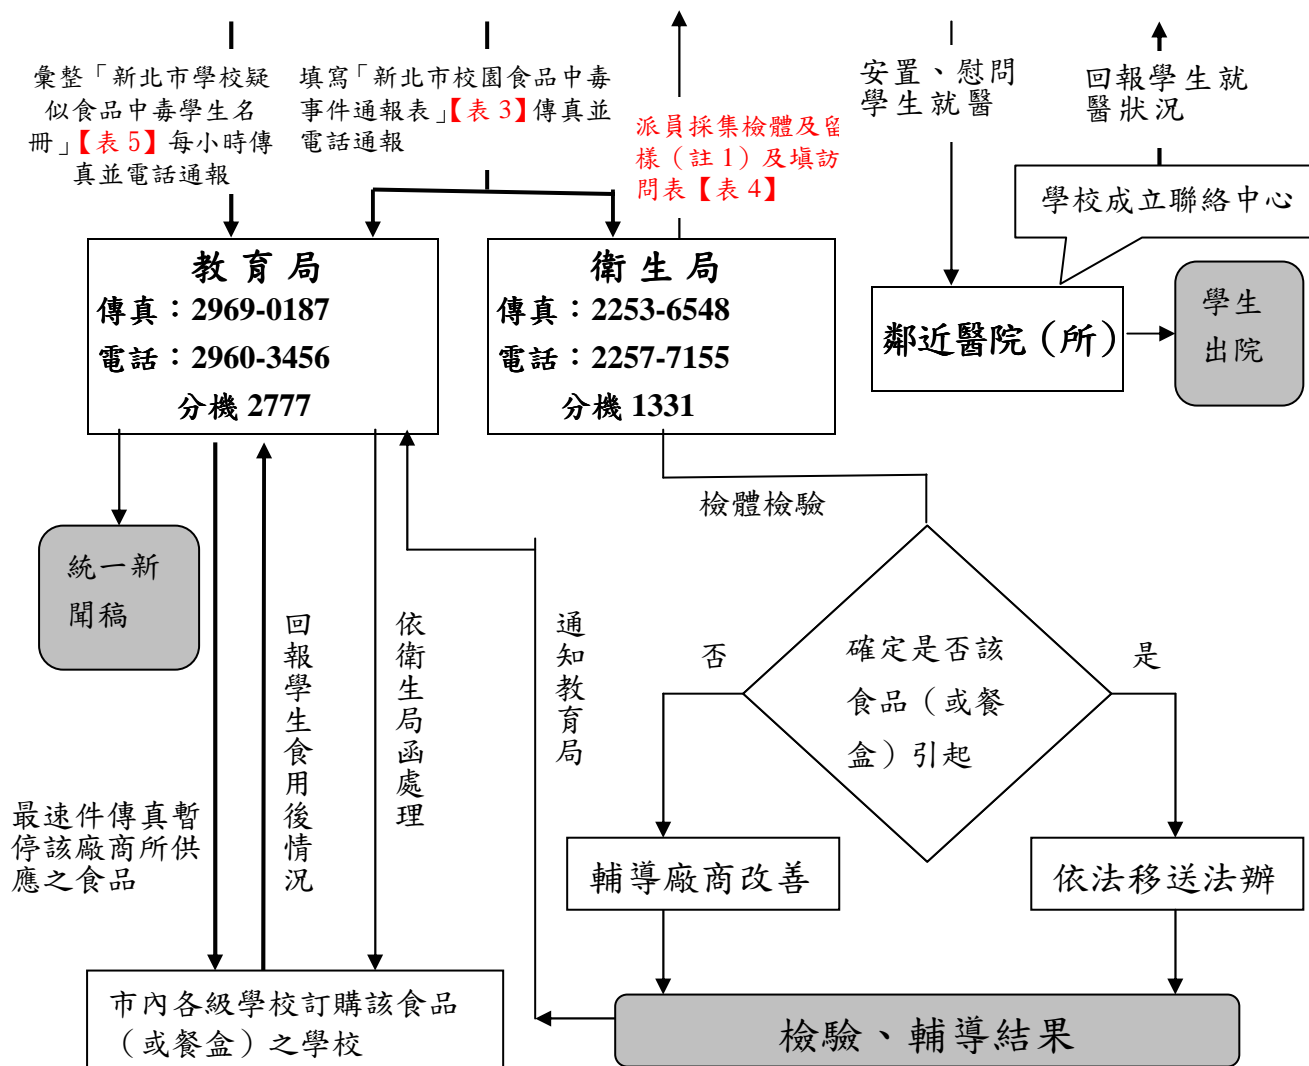 彙整「新北市學校疑
似食品中毒學生名
冊」【表 5】每小時傳
真並電話通報
填寫「新北市校園食品中毒
事件通報表」【表 3】傳真並
電話通報
派員採集檢體及留
樣（註 1）及填訪
問表【表 4】
安置、慰問
學生就醫
回報學生就
醫狀況
學校成立聯絡中心
教育局
傳真：2969-0187
電話：2960-3456
分機 2777
衛生局
傳真：2253-6548
電話：2257-7155
分機 1331
鄰近醫院（所）
學生
出院
檢體檢驗
統一新
聞稿
回報學生食用後情況
依衛生局函處理
通知教育局
否
確定是否該
食品（或餐
盒）引起
是
最速件傳真暫
停該廠商所供
應之食品
輔導廠商改善
依法移送法辦
市內各級學校訂購該食品
（或餐盒）之學校
檢驗、輔導結果